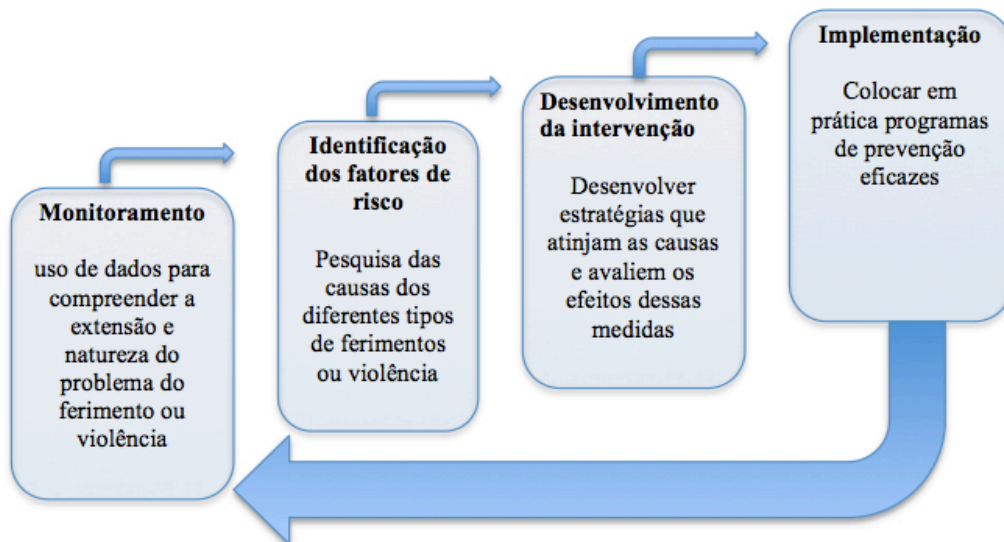 Monitoramento
uso de dados para
compreender a
extensão e
natureza do
problema do
ferimento ou
violência
Identificação
dos fatores de
risco
Pesquisa das
causas dos
diferentes tipos
de ferimentos
ou violência
Desenvolvimento
da intervenção
Desenvolver
estratégias que
atinjam as causas
e avaliem os
efeitos dessas
medidas
Implementação
Colocar em
prática programas
de prevenção
eficazes